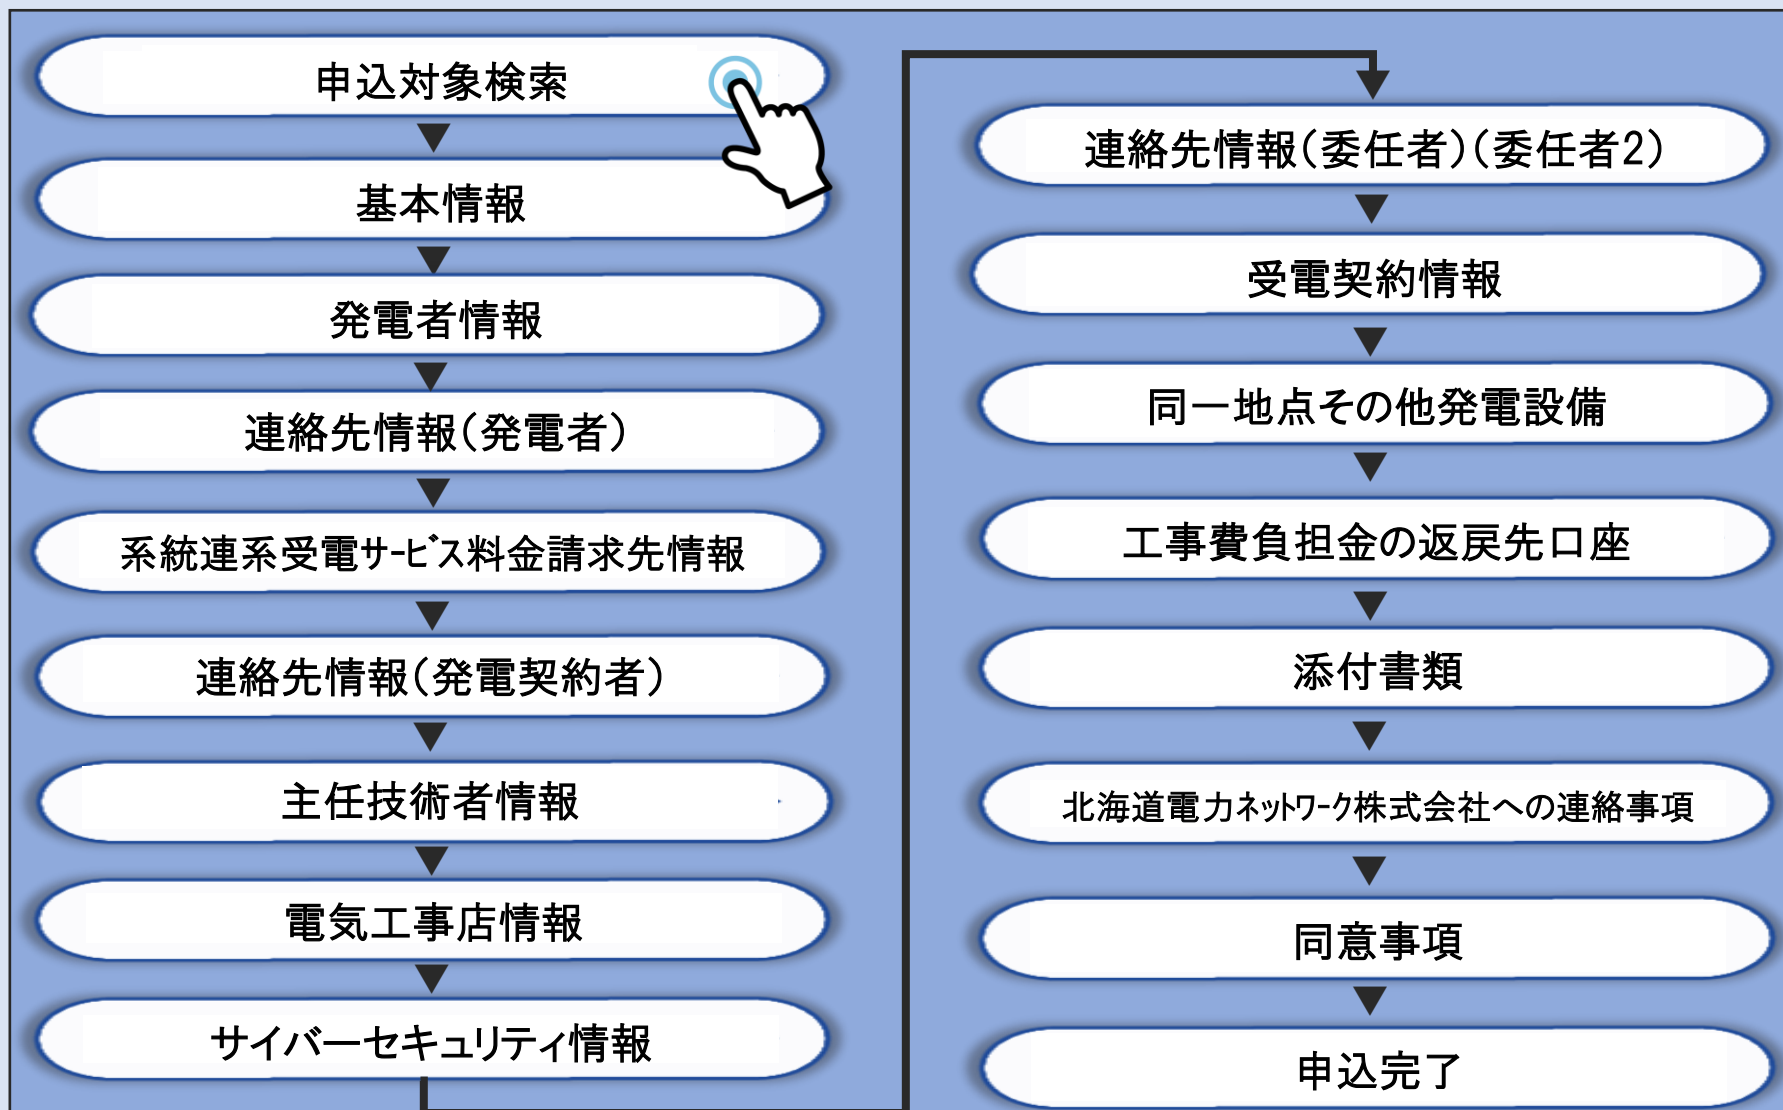 申込対象検索
基本情報
発電者情報
連絡先情報(発電者)
系統連系受電サービス料金請求先情報
連絡先情報(発電契約者)
主任技術者情報
電気工事店情報
サイバーセキュリティ情報
連絡先情報(委任者)(委任者2)
受電契約情報
同一地点その他発電設備
工事費負担金の返戻先口座
添付書類
北海道電力ネットワーク株式会社への連絡事項
同意事項
申込完了